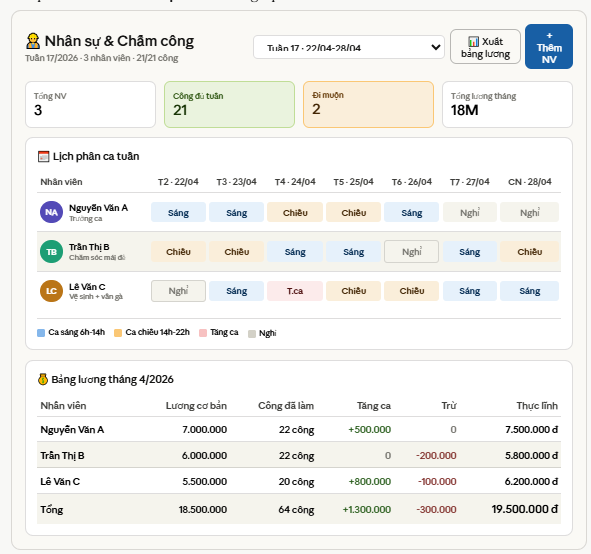 Nhân sự & Chấm công
Tuần 17/2026 · 3 nhân viên · 21/21 công
Tuần 17 · 22/04-28/04
Xuất
bảng lương
+
Thêm
NV
Tổng NV
3
Công đủ tuần
21
Đi muộn
2
Tổng lương tháng
18M
Lịch phân ca tuần
Nhân viên T2 · 22/04 T3 · 23/04 T4 · 24/04 T5 · 25/04 T6 · 26/04 T7 · 27/04 CN · 28/04
NA Nguyễn Văn A Sáng Sáng Chiều Chiều Sáng Nghỉ Nghỉ
Trưởng ca
TB Trần Thị B Chiều Chiều Sáng Sáng Nghỉ Sáng Chiều
Chăm sóc mái đẻ
LC Lê Văn C Nghỉ Sáng T.ca Chiều Chiều Sáng Sáng
Vệ sinh + vần gà
Ca sáng 6h-14h Ca chiều 14h-22h Tăng ca Nghỉ
Bảng lương tháng 4/2026
Nhân viên Lương cơ bản Công đã làm Tăng ca Trừ Thực lĩnh
Nguyễn Văn A 7.000.000 22 công +500.000 0 7.500.000 đ
Trần Thị B 6.000.000 22 công 0 -200.000 5.800.000 đ
Lê Văn C 5.500.000 20 công +800.000 -100.000 6.200.000 đ
Tổng 18.500.000 64 công +1.300.000 -300.000 19.500.000 đ